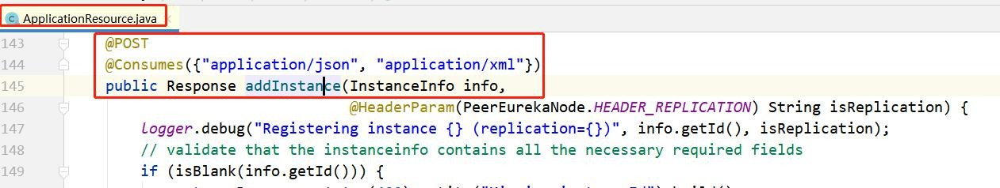 ApplicationResource.java
143 @POST
144 @Consumes({"application/json", "application/xml"})
145 public Response addInstance(InstanceInfo info,
146 @HeaderParam(PeerEurekaNode.HEADER_REPLICATION) String isReplication) {
147 logger.debug("Registering instance {} (replication={})", info.getId(), isReplication);
148 // validate that the instanceinfo contains all the necessary required fields
149 if (isBlank(info.getId())) {